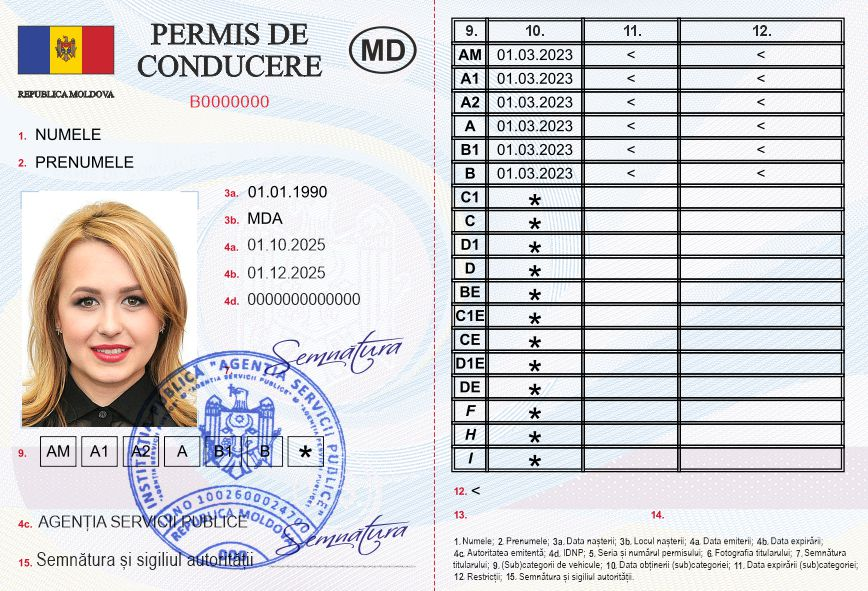 PERMIS DE
CONDUCERE
MD
REPUBLICA MOLDOVA
B0000000
1. NUMELE
2. PRENUMELE
3a. 01.01.1990
3b. MDA
4a. 01.10.2025
4b. 01.12.2025
4d. 0000000000000
7.
Semnătura
INSTITUȚIA PUBLICĂ "AGENȚIA SERVICII PUBLICE"
IDNO 1002600024700
REPUBLICA MOLDOVA
000
9. AM A1 A2 A B1 B *
4c. AGENȚIA SERVICII PUBLICE
Semnătura
15. Semnătura și sigiliul autorității
9. 10. 11. 12.
AM 01.03.2023 < <
A1 01.03.2023 < <
A2 01.03.2023 < <
A 01.03.2023 < <
B1 01.03.2023 < <
B 01.03.2023 < <
C1 *
C *
D1 *
D *
BE *
C1E *
CE *
D1E *
DE *
F *
H *
I *
12. <
13. 14.
1. Numele; 2. Prenumele; 3a. Data nașterii; 3b. Locul nașterii; 4a. Data emiterii; 4b. Data expirării;
4c. Autoritatea emitentă; 4d. IDNP; 5. Seria și numărul permisului; 6. Fotografia titularului; 7. Semnătura
titularului; 9. (Sub)categorii de vehicule; 10. Data obținerii (sub)categoriei; 11. Data expirării (sub)categoriei;
12. Restricții; 15. Semnătura și sigiliul autorității.